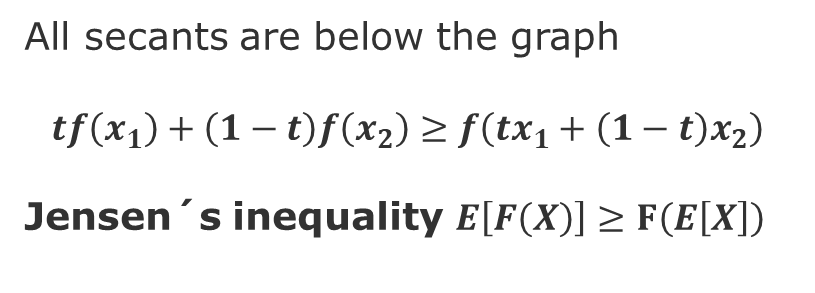 All secants are below the graph
tf(x₁) + (1 − t)f(x₂) ≥ f(tx₁ + (1 − t)x₂)
Jensen´s inequality E[F(X)] ≥ F(E[X])